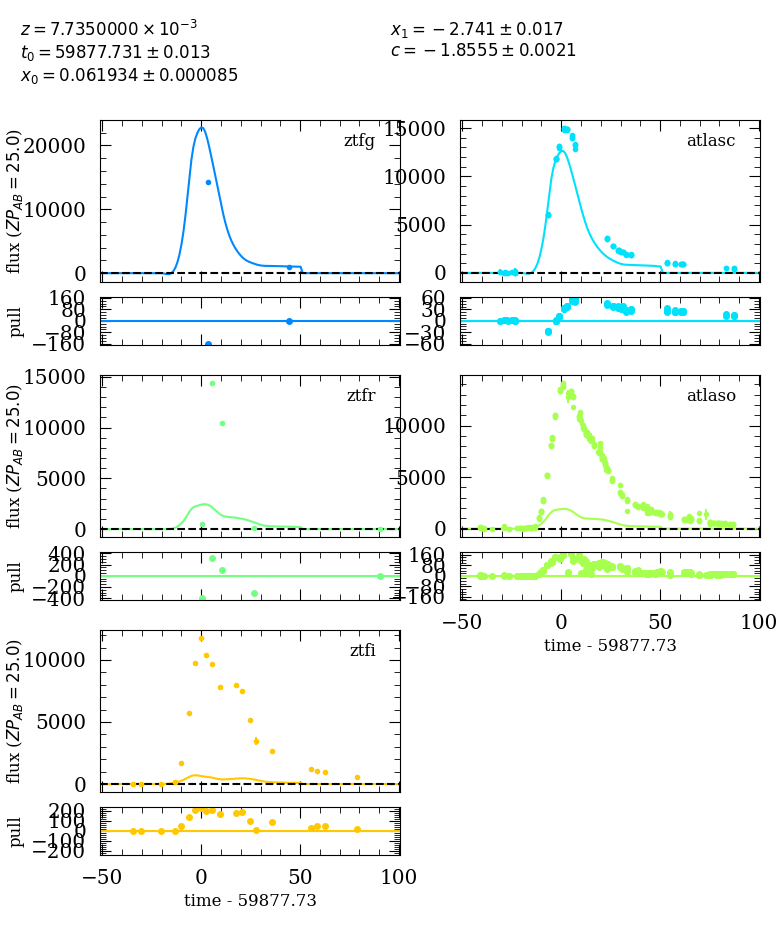 z = 7.7350000 × 10⁻³
t₀ = 59877.731 ± 0.013
x₀ = 0.061934 ± 0.000085
x₁ = −2.741 ± 0.017
c = −1.8555 ± 0.0021
ztfg
flux (ZP_AB = 25.0)
20000
10000
0
pull
160
80
0
−80
−160
atlasc
15000
10000
5000
0
60
30
0
−30
−60
ztfr
flux (ZP_AB = 25.0)
15000
10000
5000
0
pull
400
200
0
−200
−400
atlaso
10000
5000
0
160
80
0
−80
−160
−50 0 50 100
time - 59877.73
ztfi
flux (ZP_AB = 25.0)
10000
5000
0
pull
200
100
0
−100
−200
−50 0 50 100
time - 59877.73